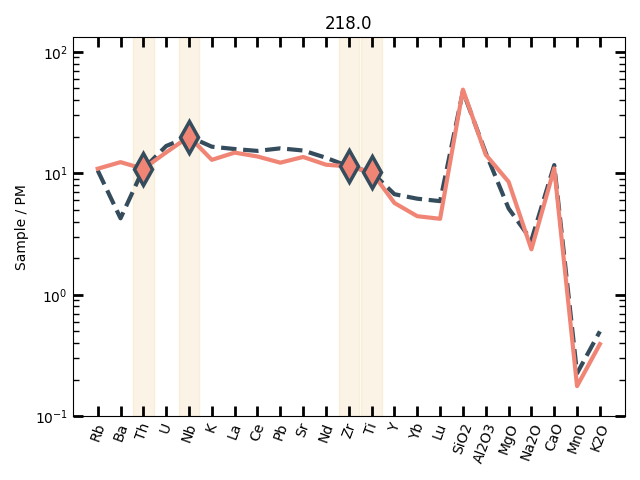 218.0
Sample / PM
10²
10¹
10⁰
10⁻¹
Rb Ba Th U Nb K La Ce Pb Sr Nd Zr Ti Y Yb Lu SiO2 Al2O3 MgO Na2O CaO MnO K2O